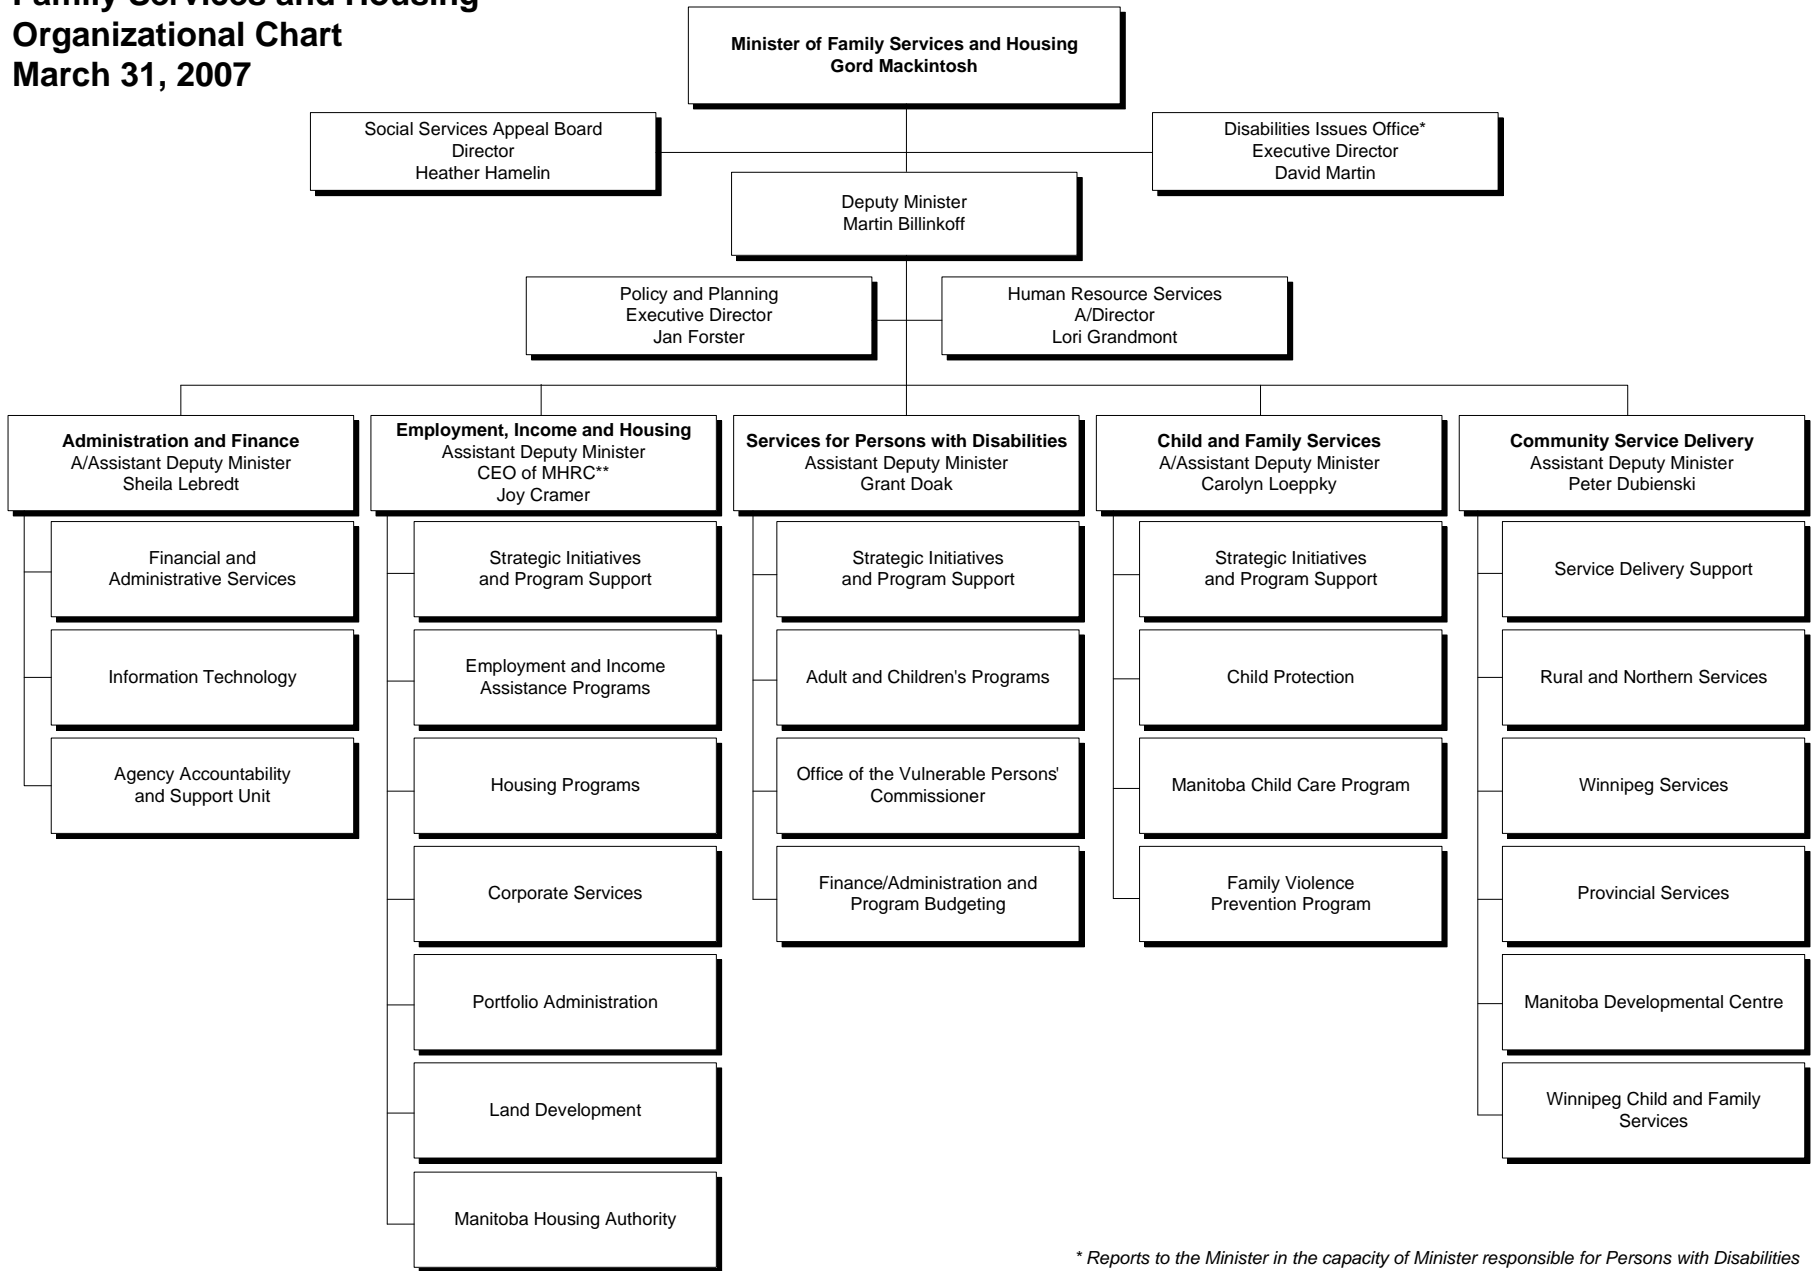 Family Services and Housing
Organizational Chart
March 31, 2007
Minister of Family Services and Housing
Gord Mackintosh
Social Services Appeal Board
Director
Heather Hamelin
Disabilities Issues Office*
Executive Director
David Martin
Deputy Minister
Martin Billinkoff
Policy and Planning
Executive Director
Jan Forster
Human Resource Services
A/Director
Lori Grandmont
Administration and Finance
A/Assistant Deputy Minister
Sheila Lebredt
Financial and
Administrative Services
Information Technology
Agency Accountability
and Support Unit
Employment, Income and Housing
Assistant Deputy Minister
CEO of MHRC**
Joy Cramer
Strategic Initiatives
and Program Support
Employment and Income
Assistance Programs
Housing Programs
Corporate Services
Portfolio Administration
Land Development
Manitoba Housing Authority
Services for Persons with Disabilities
Assistant Deputy Minister
Grant Doak
Strategic Initiatives
and Program Support
Adult and Children's Programs
Office of the Vulnerable Persons'
Commissioner
Finance/Administration and
Program Budgeting
Child and Family Services
A/Assistant Deputy Minister
Carolyn Loeppky
Strategic Initiatives
and Program Support
Child Protection
Manitoba Child Care Program
Family Violence
Prevention Program
Community Service Delivery
Assistant Deputy Minister
Peter Dubienski
Service Delivery Support
Rural and Northern Services
Winnipeg Services
Provincial Services
Manitoba Developmental Centre
Winnipeg Child and Family
Services
* Reports to the Minister in the capacity of Minister responsible for Persons with Disabilities